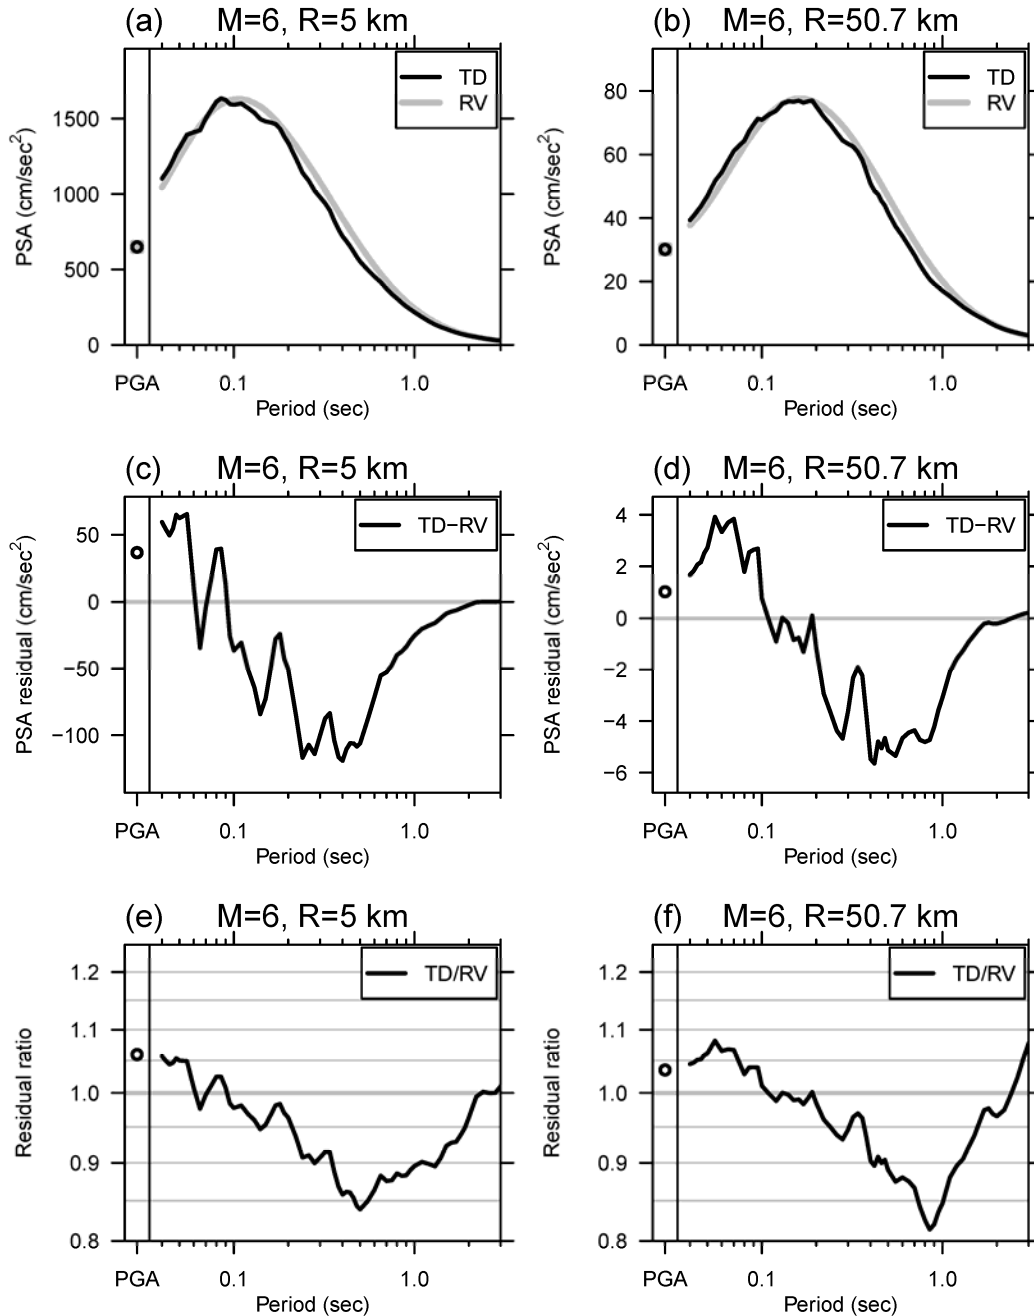 (a) M=6, R=5 km
TD
RV
PSA (cm/sec²)
1500
1000
500
0
PGA 0.1 1.0
Period (sec)
(b) M=6, R=50.7 km
TD
RV
PSA (cm/sec²)
80
60
40
20
0
PGA 0.1 1.0
Period (sec)
(c) M=6, R=5 km
TD−RV
PSA residual (cm/sec²)
50
0
−50
−100
PGA 0.1 1.0
Period (sec)
(d) M=6, R=50.7 km
TD−RV
PSA residual (cm/sec²)
4
2
0
−2
−4
−6
PGA 0.1 1.0
Period (sec)
(e) M=6, R=5 km
TD/RV
Residual ratio
1.2
1.1
1.0
0.9
0.8
PGA 0.1 1.0
Period (sec)
(f) M=6, R=50.7 km
TD/RV
Residual ratio
1.2
1.1
1.0
0.9
0.8
PGA 0.1 1.0
Period (sec)